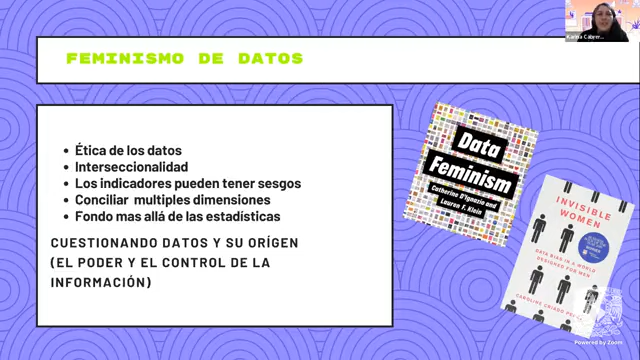 Karina Cabrer...
FEMINISMO DE DATOS
Ética de los datos
Interseccionalidad
Los indicadores pueden tener sesgos
Conciliar multiples dimensiones
Fondo mas allá de las estadísticas
CUESTIONANDO DATOS Y SU ORÍGEN
(EL PODER Y EL CONTROL DE LA
INFORMACIÓN)
Data
Feminism
Catherine D'Ignazio and
Lauren F. Klein
INVISIBLE
WOMEN
DATA BIAS IN A WORLD
DESIGNED FOR MEN
CAROLINE CRIADO PEREZ
Powered by Zoom